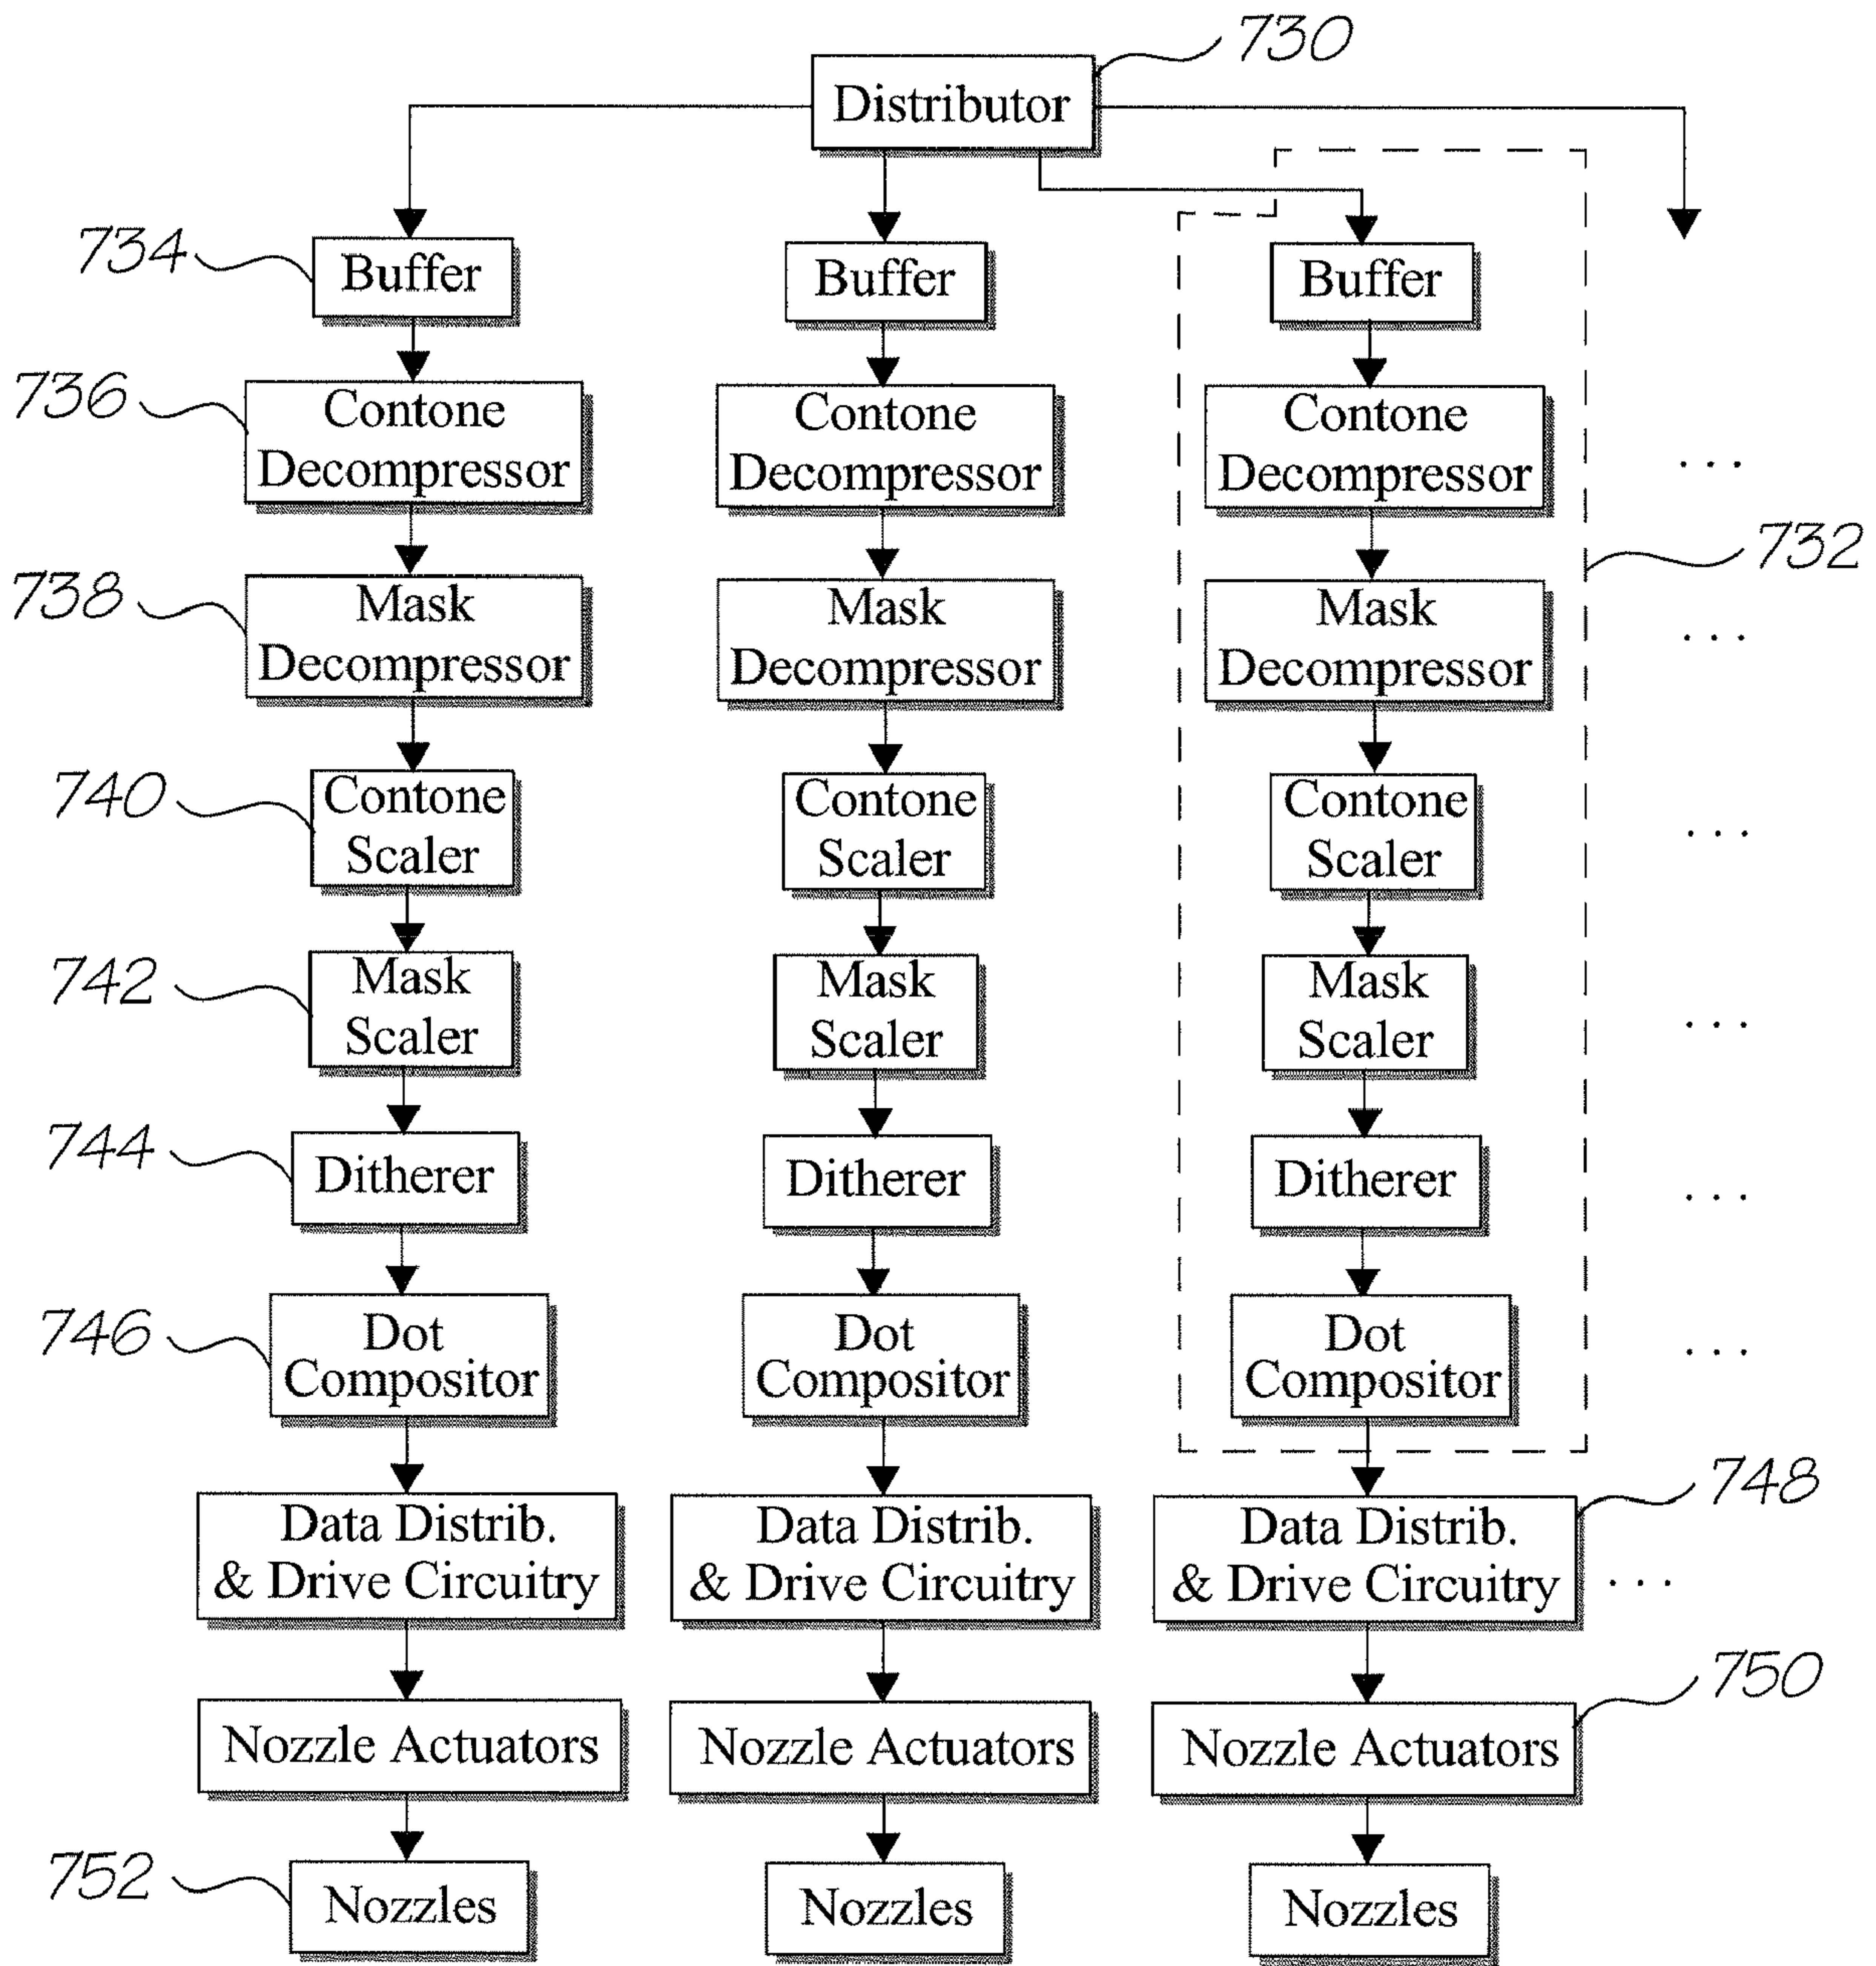 730
Distributor
734
Buffer
Buffer
Buffer
736
Contone
Decompressor
Contone
Decompressor
Contone
Decompressor
...
732
738
Mask
Decompressor
Mask
Decompressor
Mask
Decompressor
...
740
Contone
Scaler
Contone
Scaler
Contone
Scaler
...
742
Mask
Scaler
Mask
Scaler
Mask
Scaler
...
744
Ditherer
Ditherer
Ditherer
...
746
Dot
Compositor
Dot
Compositor
Dot
Compositor
...
748
Data Distrib.
& Drive Circuitry
Data Distrib.
& Drive Circuitry
Data Distrib.
& Drive Circuitry
...
750
Nozzle Actuators
Nozzle Actuators
Nozzle Actuators
752
Nozzles
Nozzles
Nozzles